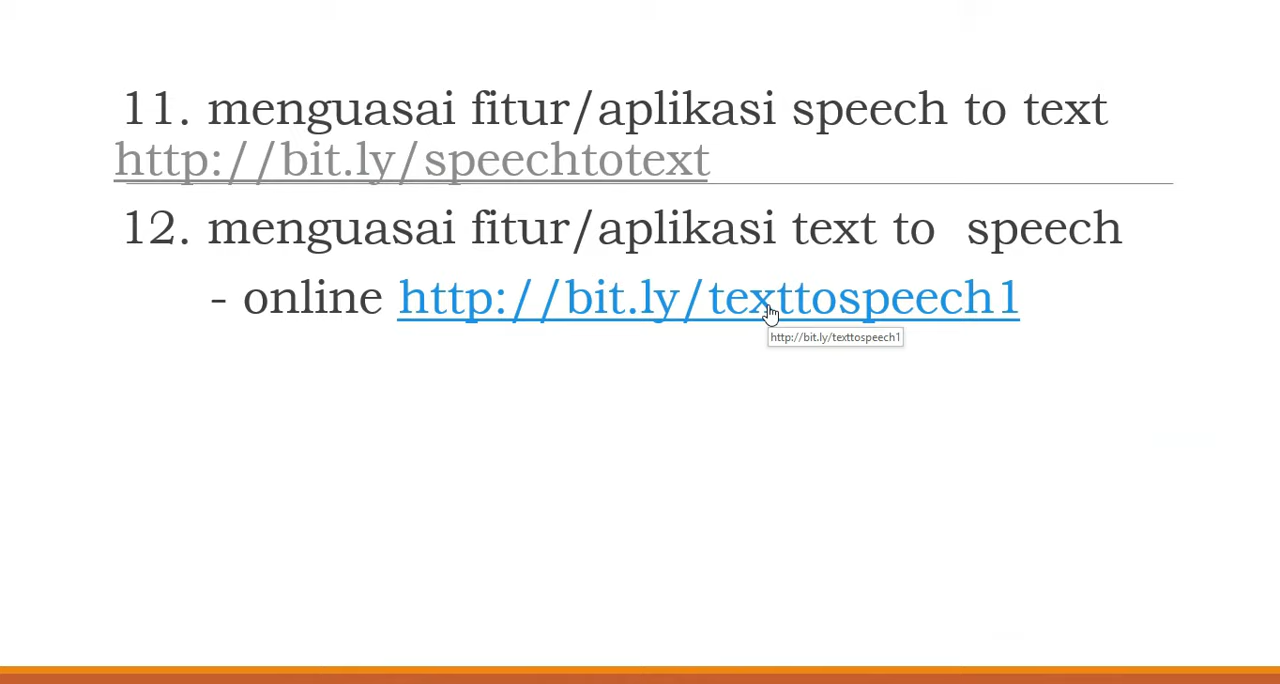 11. menguasai fitur/aplikasi speech to text
http://bit.ly/speechtotext
12. menguasai fitur/aplikasi text to speech
- online http://bit.ly/texttospeech1
http://bit.ly/texttospeech1